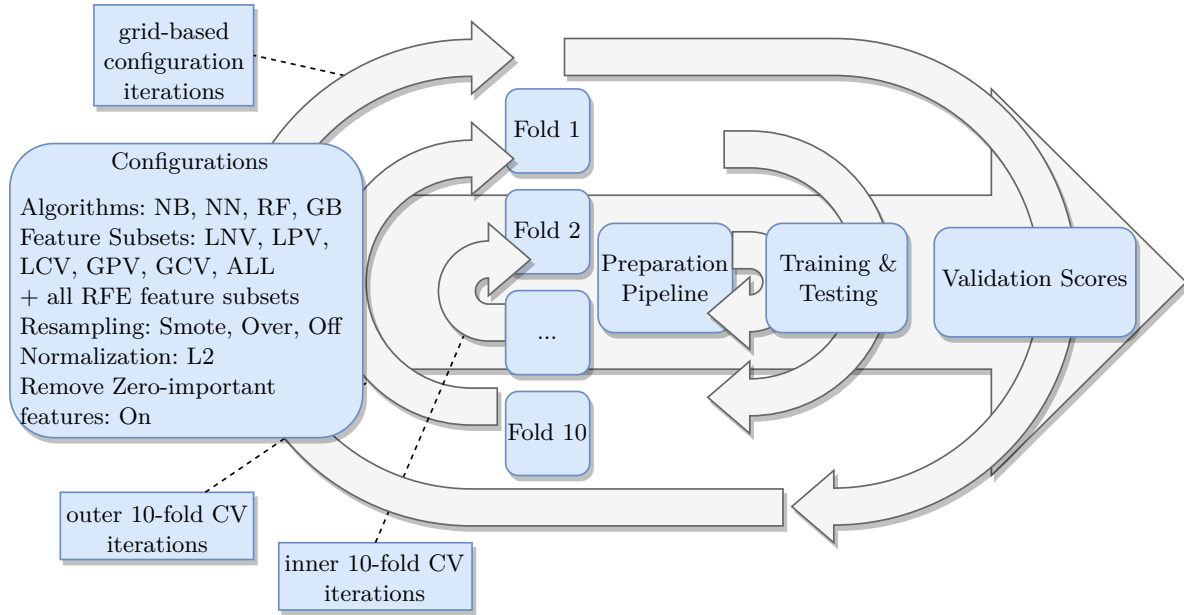 grid-based
configuration
iterations
Configurations
Algorithms: NB, NN, RF, GB
Feature Subsets: LNV, LPV,
LCV, GPV, GCV, ALL
+ all RFE feature subsets
Resampling: Smote, Over, Off
Normalization: L2
Remove Zero-important
features: On
Fold 1
Fold 2
...
Fold 10
Preparation
Pipeline
Training &
Testing
Validation Scores
outer 10-fold CV
iterations
inner 10-fold CV
iterations